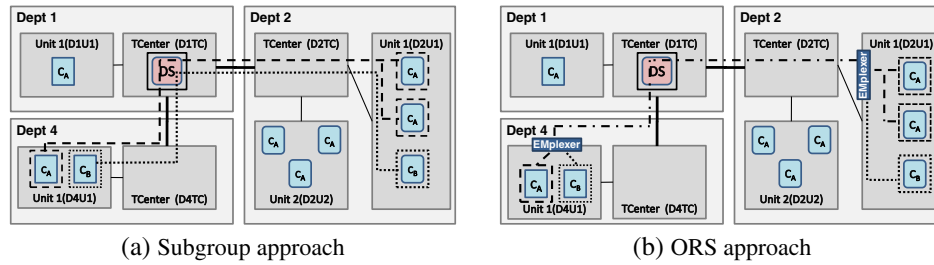 Dept 1
Dept 2
Unit 1(D1U1)
TCenter (D1TC)
TCenter (D2TC)
Unit 1(D2U1)
CA
DS
CA
CA
Dept 4
CA
CB
CA
CA
CB
CA
Unit 1(D4U1)
TCenter (D4TC)
Unit 2(D2U2)
(a) Subgroup approach
Dept 1
Dept 2
Unit 1(D1U1)
TCenter (D1TC)
TCenter (D2TC)
Unit 1(D2U1)
CA
DS
EMplexer
CA
CA
Dept 4
EMplexer
CA
CB
CA
CA
CB
CA
Unit 1(D4U1)
TCenter (D4TC)
Unit 2(D2U2)
(b) ORS approach